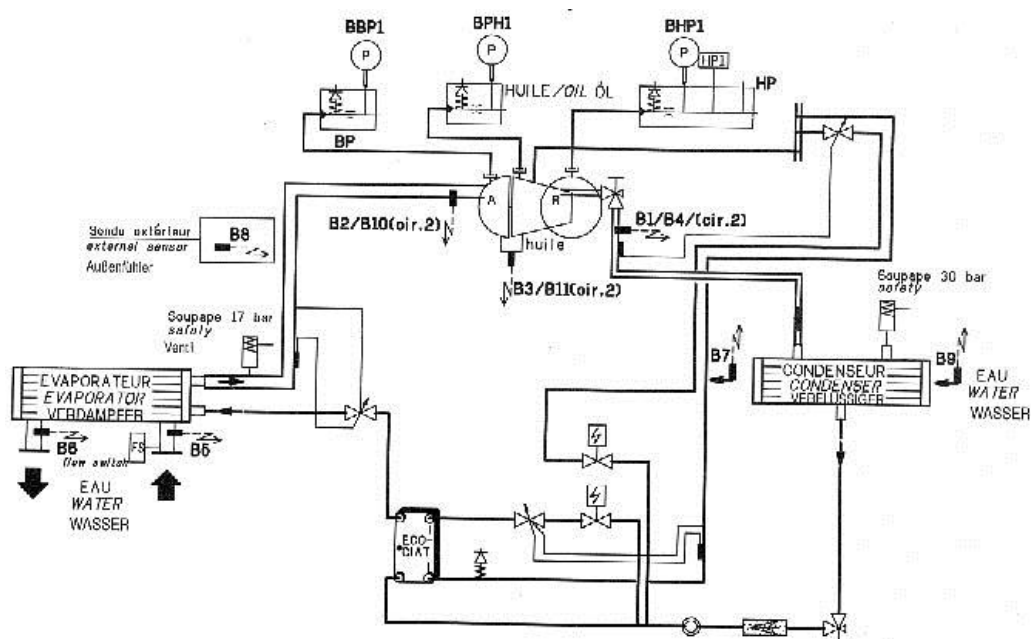 BBP1
BPH1
BHP1
P
P
P
HP1
HUILE/OIL ÖL
HP
BP
A
R
B2/B10(cir.2)
B1/B4/(cir.2)
huile
B3/B11(cir.2)
Sonde extérieur
external sensor
Außenfühler
B8
Soupape 17 bar
safety
Ventil
Soupape 30 bar
safety
B7
B9
EVAPORATEUR
EVAPORATOR
VERDAMPFER
CONDENSEUR
CONDENSER
VERFLÜSSIGER
EAU
WATER
WASSER
B6
flow switch
FS
B5
EAU
WATER
WASSER
ECO-
CIAT